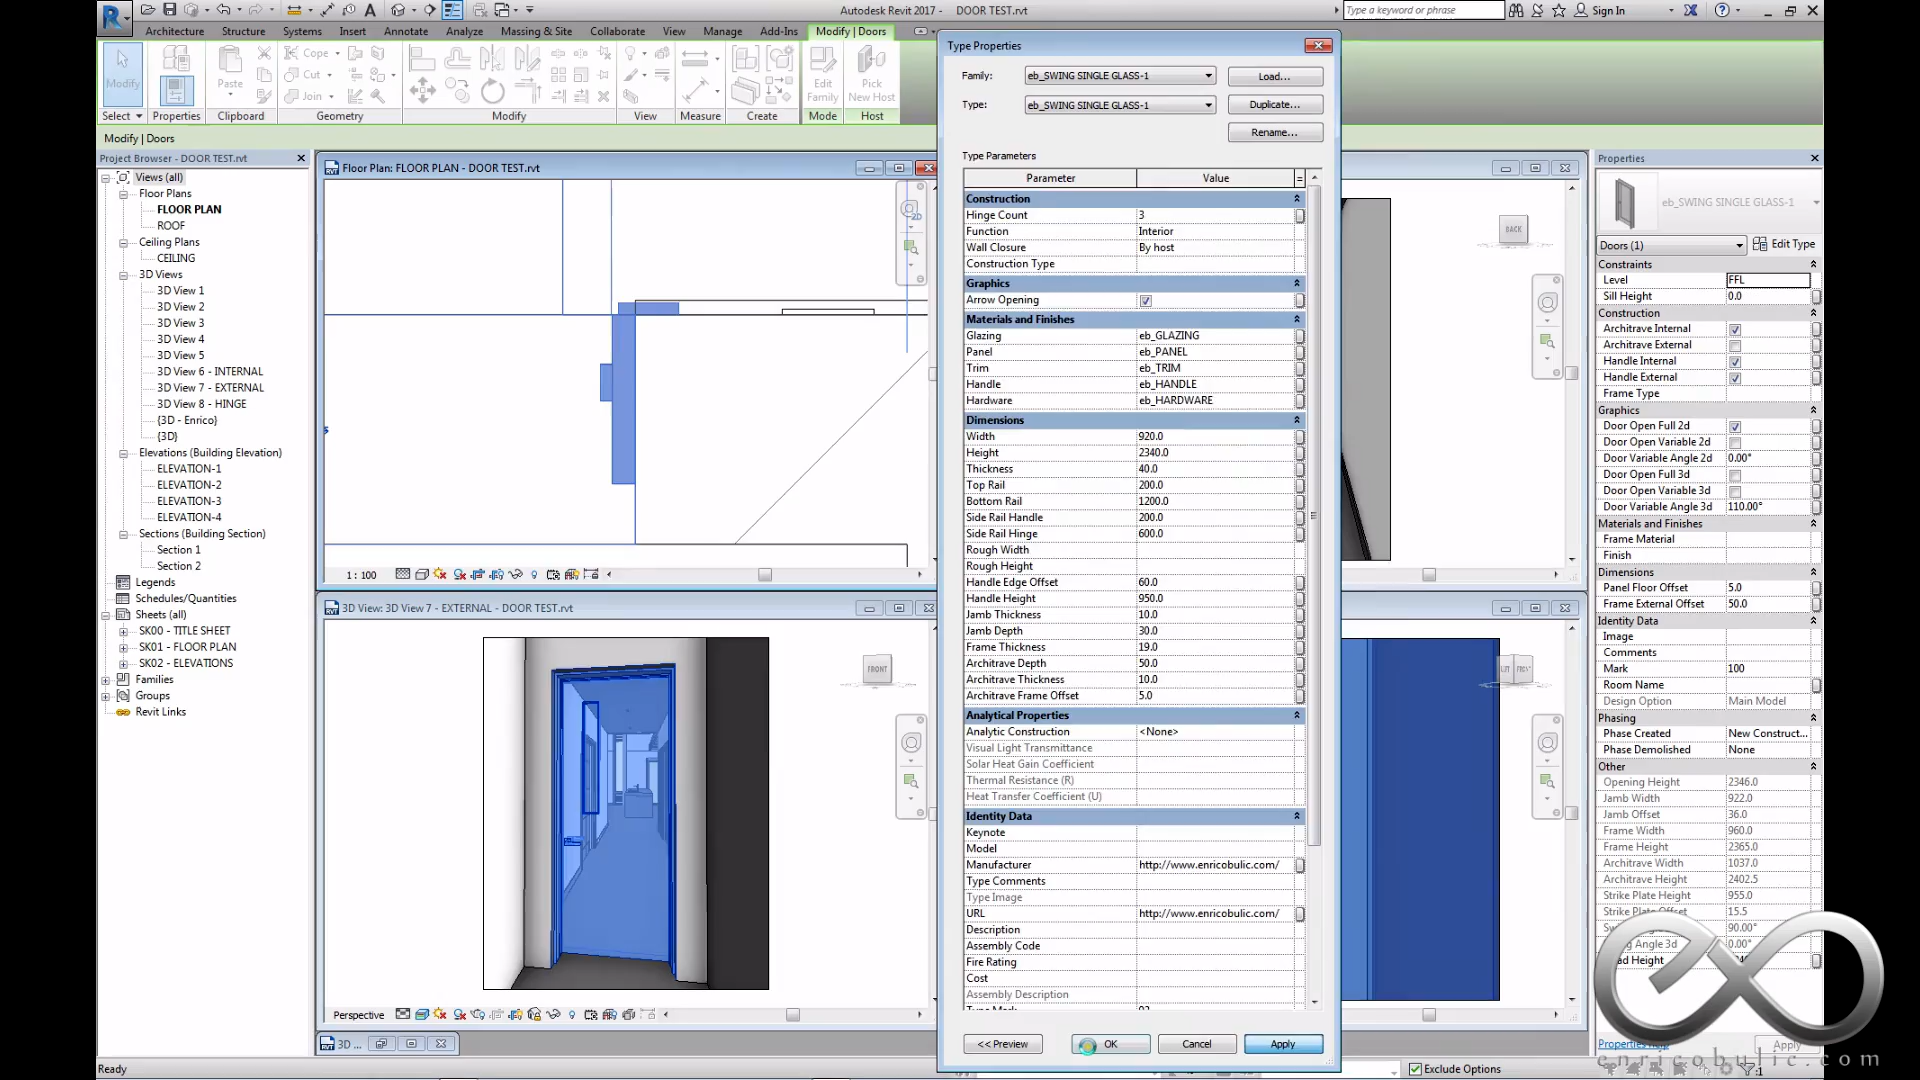 Autodesk Revit 2017 - DOOR TEST.rvt
Type a keyword or phrase
Sign In
Architecture Structure Systems Insert Annotate Analyze Massing & Site Collaborate View Manage Add-Ins Modify | Doors
Modify
Paste
Cope
Cut
Join
Edit Family
Pick New Host
Select Properties Clipboard Geometry Modify View Measure Create Mode Host
Modify | Doors
Project Browser - DOOR TEST.rvt
Views (all)
Floor Plans
FLOOR PLAN
ROOF
Ceiling Plans
CEILING
3D Views
3D View 1
3D View 2
3D View 3
3D View 4
3D View 5
3D View 6 - INTERNAL
3D View 7 - EXTERNAL
3D View 8 - HINGE
{3D - Enrico}
{3D}
Elevations (Building Elevation)
ELEVATION-1
ELEVATION-2
ELEVATION-3
ELEVATION-4
Sections (Building Section)
Section 1
Section 2
Legends
Schedules/Quantities
Sheets (all)
SK00 - TITLE SHEET
SK01 - FLOOR PLAN
SK02 - ELEVATIONS
Families
Groups
Revit Links
Floor Plan: FLOOR PLAN - DOOR TEST.rvt
2D
1 : 100
3D View: 3D View 7 - EXTERNAL - DOOR TEST.rvt
FRONT
Perspective
3D ...
Ready
Type Properties
Family: eb_SWING SINGLE GLASS-1 Load...
Type: eb_SWING SINGLE GLASS-1 Duplicate...
Rename...
Type Parameters
Parameter Value =
Construction
Hinge Count 3
Function Interior
Wall Closure By host
Construction Type
Graphics
Arrow Opening
Materials and Finishes
Glazing eb_GLAZING
Panel eb_PANEL
Trim eb_TRIM
Handle eb_HANDLE
Hardware eb_HARDWARE
Dimensions
Width 920.0
Height 2340.0
Thickness 40.0
Top Rail 200.0
Bottom Rail 1200.0
Side Rail Handle 200.0
Side Rail Hinge 600.0
Rough Width
Rough Height
Handle Edge Offset 60.0
Handle Height 950.0
Jamb Thickness 10.0
Jamb Depth 30.0
Frame Thickness 19.0
Architrave Depth 50.0
Architrave Thickness 10.0
Architrave Frame Offset 5.0
Analytical Properties
Analytic Construction <None>
Visual Light Transmittance
Solar Heat Gain Coefficient
Thermal Resistance (R)
Heat Transfer Coefficient (U)
Identity Data
Keynote
Model
Manufacturer http://www.enricobulic.com/
Type Comments
Type Image
URL http://www.enricobulic.com/
Description
Assembly Code
Fire Rating
Cost
Assembly Description
<< Preview OK Cancel Apply
BACK
Properties
eb_SWING SINGLE GLASS-1
Doors (1) Edit Type
Constraints
Level FFL
Sill Height 0.0
Construction
Architrave Internal
Architrave External
Handle Internal
Handle External
Frame Type
Graphics
Door Open Full 2d
Door Open Variable 2d
Door Variable Angle 2d 0.00°
Door Open Full 3d
Door Open Variable 3d
Door Variable Angle 3d 110.00°
Materials and Finishes
Frame Material
Finish
Dimensions
Panel Floor Offset 5.0
Frame External Offset 50.0
Identity Data
Image
Comments
Mark 100
Room Name
Design Option Main Model
Phasing
Phase Created New Construct...
Phase Demolished None
Other
Opening Height 2346.0
Jamb Width 922.0
Jamb Offset 36.0
Frame Width 960.0
Frame Height 2365.0
Architrave Width 1037.0
Architrave Height 2402.5
Strike Plate Height 955.0
Strike Plate Offset 15.5
90.00°
Angle 3d 0.00°
Properties help Apply
enricobulic.com
Exclude Options